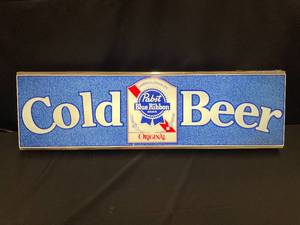 Cold Beer
Pabst
Blue Ribbon
ORIGINAL